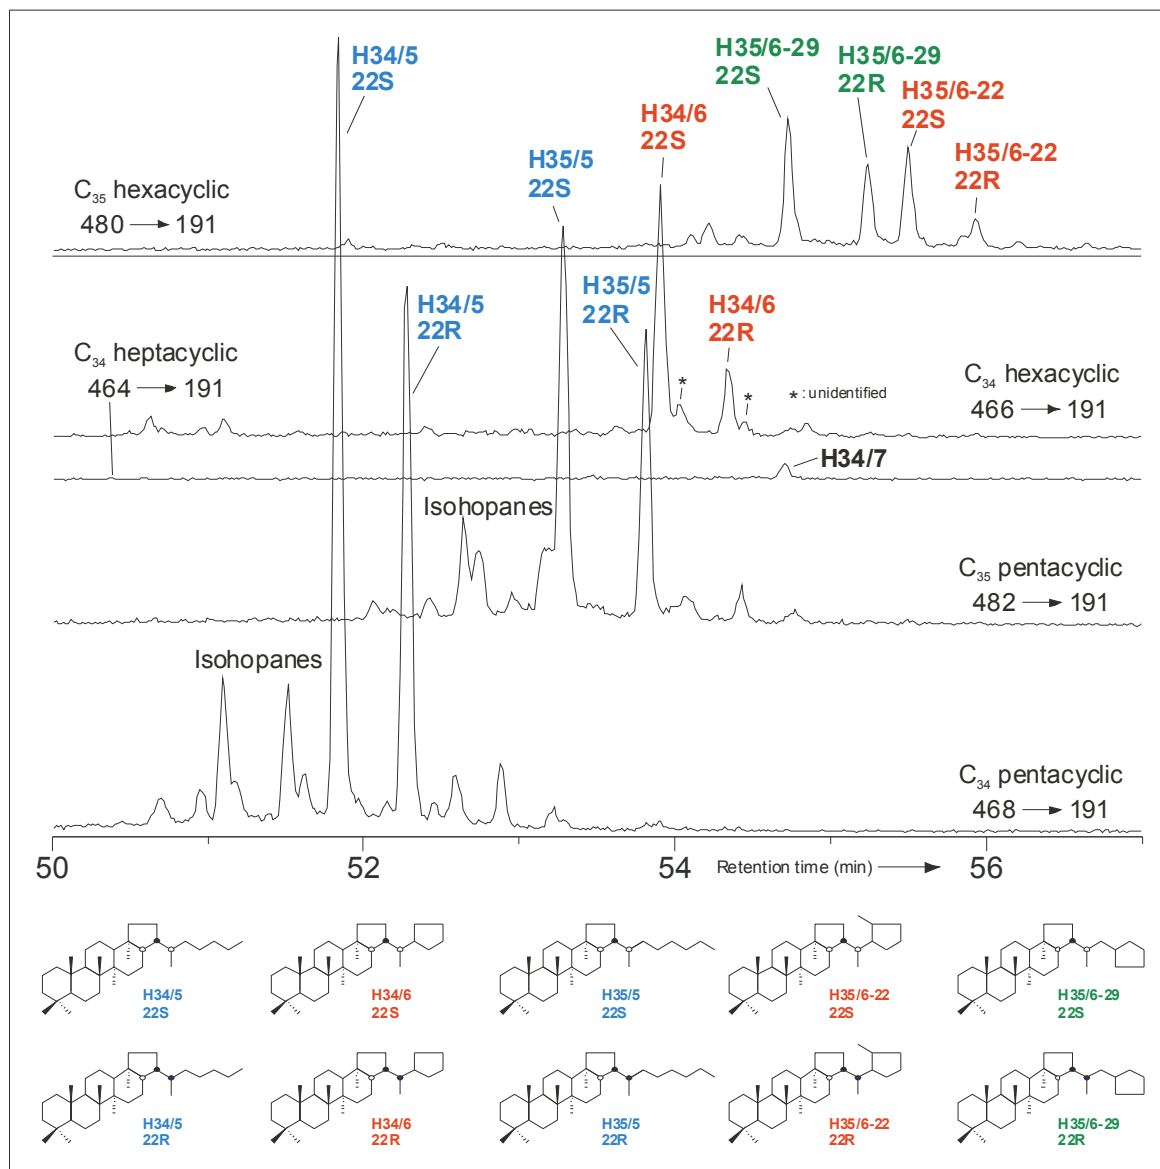 H34/5
22S
H35/6-29
22S
H35/6-29
22R
H35/6-22
22S
H35/6-22
22R
H34/6
22S
H35/5
22S
C35 hexacyclic
480 → 191
H34/5
22R
H35/5
22R
H34/6
22R
C34 heptacyclic
464 → 191
* *
* : unidentified
C34 hexacyclic
466 → 191
H34/7
Isohopanes
C35 pentacyclic
482 → 191
Isohopanes
C34 pentacyclic
468 → 191
50 52 54 Retention time (min) → 56
H34/5
22S
H34/6
22S
H35/5
22S
H35/6-22
22S
H35/6-29
22S
H34/5
22R
H34/6
22R
H35/5
22R
H35/6-22
22R
H35/6-29
22R